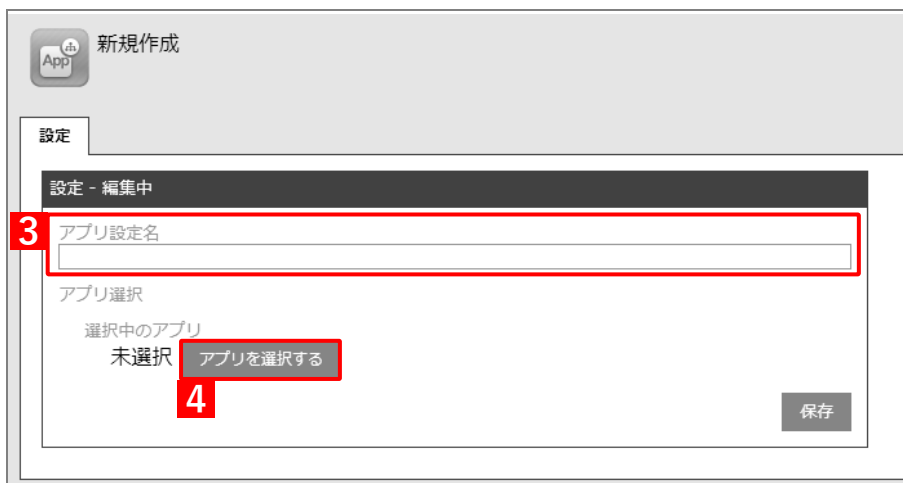 App
新規作成
設定
設定 - 編集中
3
アプリ設定名
アプリ選択
選択中のアプリ
未選択 アプリを選択する
4
保存